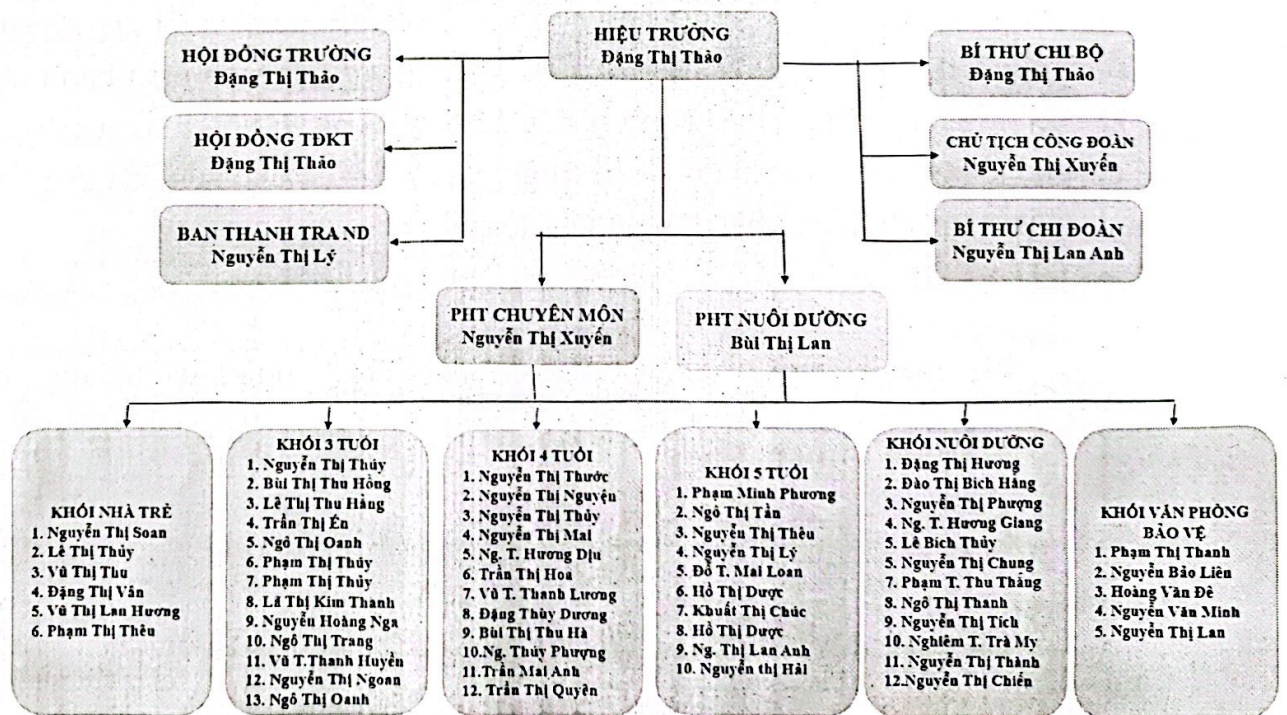 HIỆU TRƯỞNG
Đặng Thị Thảo
HỘI ĐỒNG TRƯỜNG
Đặng Thị Thảo
BÍ THƯ CHI BỘ
Đặng Thị Thảo
HỘI ĐỒNG TĐKT
Đặng Thị Thảo
CHỦ TỊCH CÔNG ĐOÀN
Nguyễn Thị Xuyến
BAN THANH TRA ND
Nguyễn Thị Lý
BÍ THƯ CHI ĐOÀN
Nguyễn Thị Lan Anh
PHT CHUYÊN MÔN
Nguyễn Thị Xuyến
PHT NUÔI DƯỠNG
Bùi Thị Lan
KHỐI NHÀ TRẺ
1. Nguyễn Thị Soan
2. Lê Thị Thủy
3. Vũ Thị Thu
4. Đặng Thị Vân
5. Vũ Thị Lan Hương
6. Phạm Thị Thêu
KHỐI 3 TUỔI
1. Nguyễn Thị Thúy
2. Bùi Thị Thu Hồng
3. Lê Thị Thu Hằng
4. Trần Thị Én
5. Ngô Thị Oanh
6. Phạm Thị Thúy
7. Phạm Thị Thủy
8. Lã Thị Kim Thanh
9. Nguyễn Hoàng Nga
10. Ngô Thị Trang
11. Vũ T.Thanh Huyền
12. Nguyễn Thị Ngoan
13. Ngô Thị Oanh
KHỐI 4 TUỔI
1. Nguyễn Thị Thước
2. Nguyễn Thị Nguyện
3. Nguyễn Thị Thủy
4. Nguyễn Thị Mai
5. Ng. T. Hương Dịu
6. Trần Thị Hoa
7. Vũ T. Thanh Lương
8. Đặng Thùy Dương
9. Bùi Thị Thu Hà
10.Ng. Thúy Phượng
11.Trần Mai Anh
12. Trần Thị Quyên
KHỐI 5 TUỔI
1. Phạm Minh Phương
2. Ngô Thị Tần
3. Nguyễn Thị Thêu
4. Nguyễn Thị Lý
5. Đỗ T. Mai Loan
6. Hồ Thị Dược
7. Khuất Thị Chúc
8. Hồ Thị Dược
9. Ng. Thị Lan Anh
10. Nguyễn thị Hải
KHỐI NUÔI DƯỠNG
1. Đặng Thị Hương
2. Đào Thị Bích Hằng
3. Nguyễn Thị Phượng
4. Ng. T. Hương Giang
5. Lê Bích Thủy
5. Nguyễn Thị Chung
7. Phạm T. Thu Thảng
8. Ngô Thị Thanh
9. Nguyễn Thị Tích
10. Nghiêm T. Trà My
11. Nguyễn Thị Thành
12.Nguyễn Thị Chiến
KHỐI VĂN PHÒNG
BẢO VỆ
1. Phạm Thị Thanh
2. Nguyễn Bảo Liên
3. Hoàng Văn Đê
4. Nguyễn Văn Minh
5. Nguyễn Thị Lan